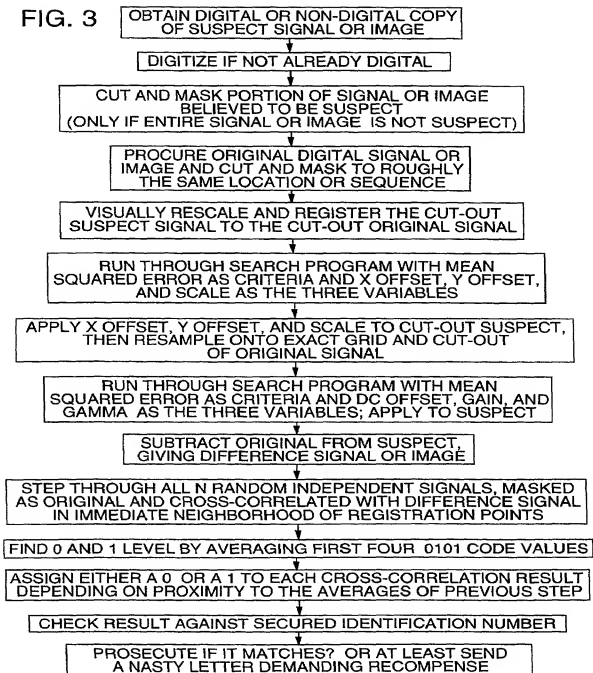 FIG. 3
OBTAIN DIGITAL OR NON-DIGITAL COPY
OF SUSPECT SIGNAL OR IMAGE
DIGITIZE IF NOT ALREADY DIGITAL
CUT AND MASK PORTION OF SIGNAL OR IMAGE
BELIEVED TO BE SUSPECT
(ONLY IF ENTIRE SIGNAL OR IMAGE IS NOT SUSPECT)
PROCURE ORIGINAL DIGITAL SIGNAL OR
IMAGE AND CUT AND MASK TO ROUGHLY
THE SAME LOCATION OR SEQUENCE
VISUALLY RESCALE AND REGISTER THE CUT-OUT
SUSPECT SIGNAL TO THE CUT-OUT ORIGINAL SIGNAL
RUN THROUGH SEARCH PROGRAM WITH MEAN
SQUARED ERROR AS CRITERIA AND X OFFSET, Y OFFSET,
AND SCALE AS THE THREE VARIABLES
APPLY X OFFSET, Y OFFSET, AND SCALE TO CUT-OUT SUSPECT,
THEN RESAMPLE ONTO EXACT GRID AND CUT-OUT
OF ORIGINAL SIGNAL
RUN THROUGH SEARCH PROGRAM WITH MEAN
SQUARED ERROR AS CRITERIA AND DC OFFSET, GAIN, AND
GAMMA AS THE THREE VARIABLES; APPLY TO SUSPECT
SUBTRACT ORIGINAL FROM SUSPECT,
GIVING DIFFERENCE SIGNAL OR IMAGE
STEP THROUGH ALL N RANDOM INDEPENDENT SIGNALS, MASKED
AS ORIGINAL AND CROSS-CORRELATED WITH DIFFERENCE SIGNAL
IN IMMEDIATE NEIGHBORHOOD OF REGISTRATION POINTS
FIND 0 AND 1 LEVEL BY AVERAGING FIRST FOUR 0101 CODE VALUES
ASSIGN EITHER A 0 OR A 1 TO EACH CROSS-CORRELATION RESULT
DEPENDING ON PROXIMITY TO THE AVERAGES OF PREVIOUS STEP
CHECK RESULT AGAINST SECURED IDENTIFICATION NUMBER
PROSECUTE IF IT MATCHES? OR AT LEAST SEND
A NASTY LETTER DEMANDING RECOMPENSE